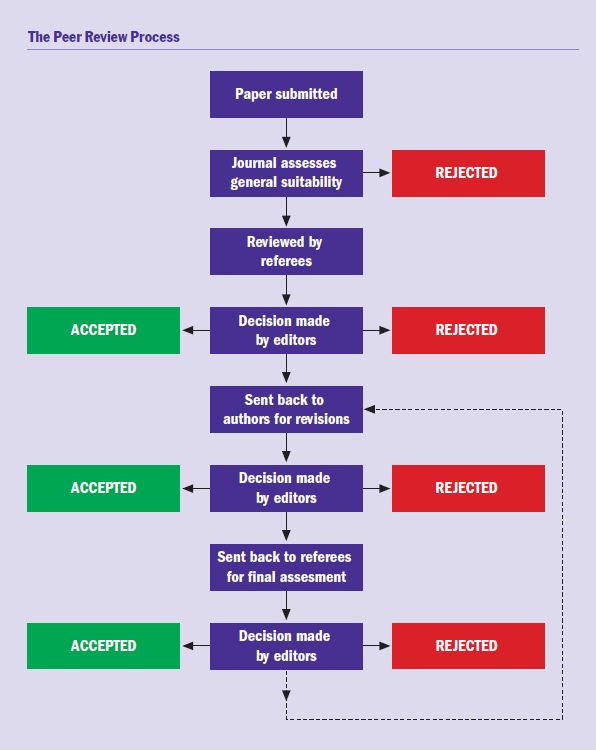 The Peer Review Process
Paper submitted
Journal assesses
general suitability
REJECTED
Reviewed by
referees
ACCEPTED
Decision made
by editors
REJECTED
Sent back to
authors for revisions
ACCEPTED
Decision made
by editors
REJECTED
Sent back to referees
for final assesment
ACCEPTED
Decision made
by editors
REJECTED